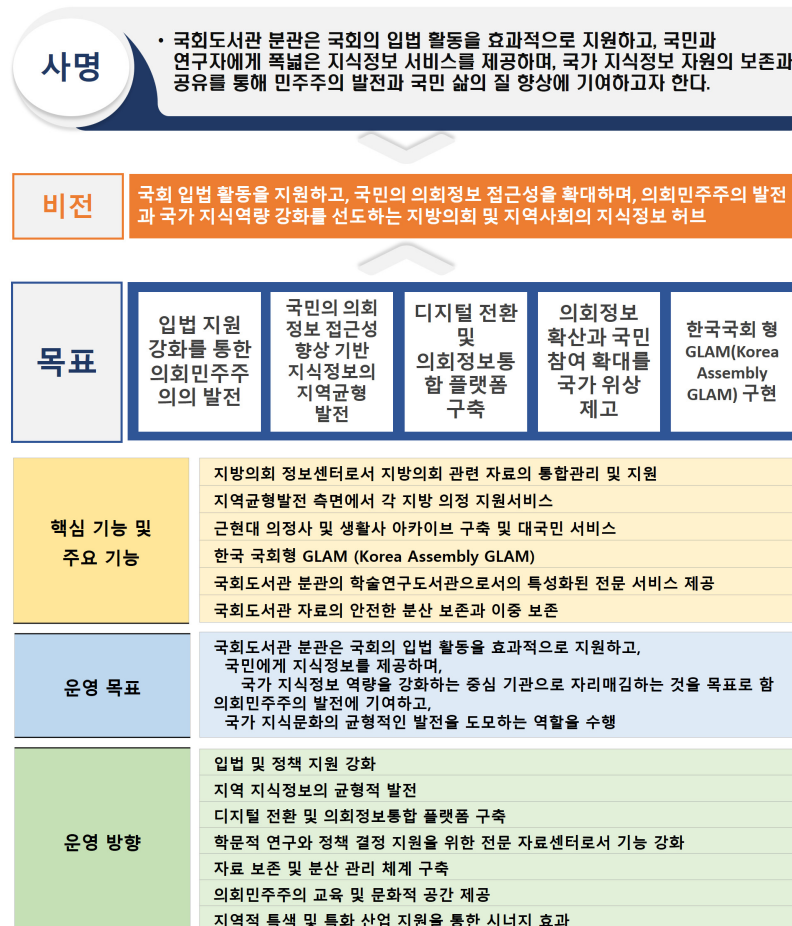 사명
• 국회도서관 분관은 국회의 입법 활동을 효과적으로 지원하고, 국민과
연구자에게 폭넓은 지식정보 서비스를 제공하며, 국가 지식정보 자원의 보존과
공유를 통해 민주주의 발전과 국민 삶의 질 향상에 기여하고자 한다.
비전
국회 입법 활동을 지원하고, 국민의 의회정보 접근성을 확대하며, 의회민주주의 발전
과 국가 지식역량 강화를 선도하는 지방의회 및 지역사회의 지식정보 허브
목표
입법 지원
강화를 통한
의회민주주
의의 발전
국민의 의회
정보 접근성
향상 기반
지식정보의
지역균형
발전
디지털 전환
및
의회정보통
합 플랫폼
구축
의회정보
확산과 국민
참여 확대를
국가 위상
제고
한국국회 형
GLAM(Korea
Assembly
GLAM) 구현
핵심 기능 및
주요 기능
지방의회 정보센터로서 지방의회 관련 자료의 통합관리 및 지원
지역균형발전 측면에서 각 지방 의정 지원서비스
근현대 의정사 및 생활사 아카이브 구축 및 대국민 서비스
한국 국회형 GLAM (Korea Assembly GLAM)
국회도서관 분관의 학술연구도서관으로서의 특성화된 전문 서비스 제공
국회도서관 자료의 안전한 분산 보존과 이중 보존
운영 목표
국회도서관 분관은 국회의 입법 활동을 효과적으로 지원하고,
국민에게 지식정보를 제공하며,
국가 지식정보 역량을 강화하는 중심 기관으로 자리매김하는 것을 목표로 함
의회민주주의 발전에 기여하고,
국가 지식문화의 균형적인 발전을 도모하는 역할을 수행
운영 방향
입법 및 정책 지원 강화
지역 지식정보의 균형적 발전
디지털 전환 및 의회정보통합 플랫폼 구축
학문적 연구와 정책 결정 지원을 위한 전문 자료센터로서 기능 강화
자료 보존 및 분산 관리 체계 구축
의회민주주의 교육 및 문화적 공간 제공
지역적 특색 및 특화 산업 지원을 통한 시너지 효과